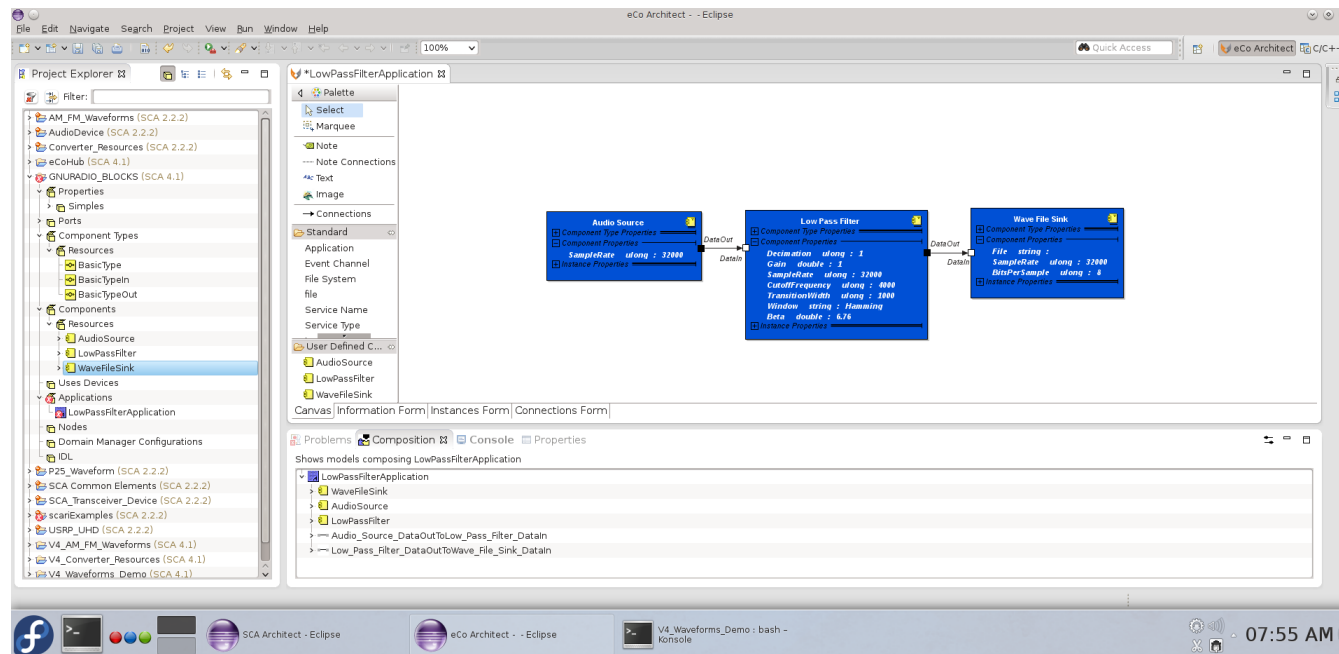 eCo Architect - - Eclipse
File Edit Navigate Search Project View Run Window Help
100%
Quick Access
eCo Architect
C/C+
Project Explorer
Filter:
AM_FM_Waveforms (SCA 2.2.2)
AudioDevice (SCA 2.2.2)
Converter_Resources (SCA 2.2.2)
eCoHub (SCA 4.1)
GNURADIO_BLOCKS (SCA 4.1)
Properties
Simples
Ports
Component Types
Resources
BasicType
BasicTypeIn
BasicTypeOut
Components
Resources
AudioSource
LowPassFilter
WaveFileSink
Uses Devices
Applications
LowPassFilterApplication
Nodes
Domain Manager Configurations
IDL
P25_Waveform (SCA 2.2.2)
SCA Common Elements (SCA 2.2.2)
SCA_Transceiver_Device (SCA 2.2.2)
scariExamples (SCA 2.2.2)
USRP_UHD (SCA 2.2.2)
V4_AM_FM_Waveforms (SCA 4.1)
V4_Converter_Resources (SCA 4.1)
V4_Waveforms_Demo (SCA 4.1)
*LowPassFilterApplication
Palette
Select
Marquee
Note
Note Connections
Text
Image
Connections
Standard
Application
Event Channel
File System
file
Service Name
Service Type
User Defined C...
AudioSource
LowPassFilter
WaveFileSink
Audio Source
Component Type Properties
Component Properties
SampleRate ulong : 32000
Instance Properties
DataOut
DataIn
Low Pass Filter
Component Type Properties
Component Properties
Decimation ulong : 1
Gain double : 1
SampleRate ulong : 32000
CutoffFrequency ulong : 4000
TransitionWidth ulong : 1000
Window string : Hamming
Beta double : 6.76
Instance Properties
DataOut
DataIn
Wave File Sink
Component Type Properties
Component Properties
File string :
SampleRate ulong : 32000
BitsPerSample ulong : 8
Instance Properties
Canvas Information Form Instances Form Connections Form
Problems Composition Console Properties
Shows models composing LowPassFilterApplication
LowPassFilterApplication
WaveFileSink
AudioSource
LowPassFilter
Audio_Source_DataOutToLow_Pass_Filter_DataIn
Low_Pass_Filter_DataOutToWave_File_Sink_DataIn
SCA Architect - Eclipse
eCo Architect - - Eclipse
V4_Waveforms_Demo : bash –
Konsole
07:55 AM